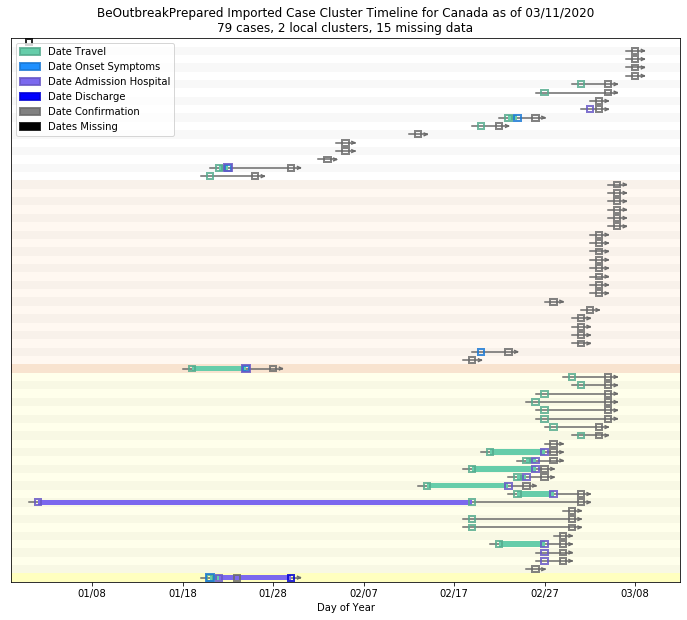 BeOutbreakPrepared Imported Case Cluster Timeline for Canada as of 03/11/2020
79 cases, 2 local clusters, 15 missing data
Date Travel
Date Onset Symptoms
Date Admission Hospital
Date Discharge
Date Confirmation
Dates Missing
01/08 01/18 01/28 02/07 02/17 02/27 03/08
Day of Year